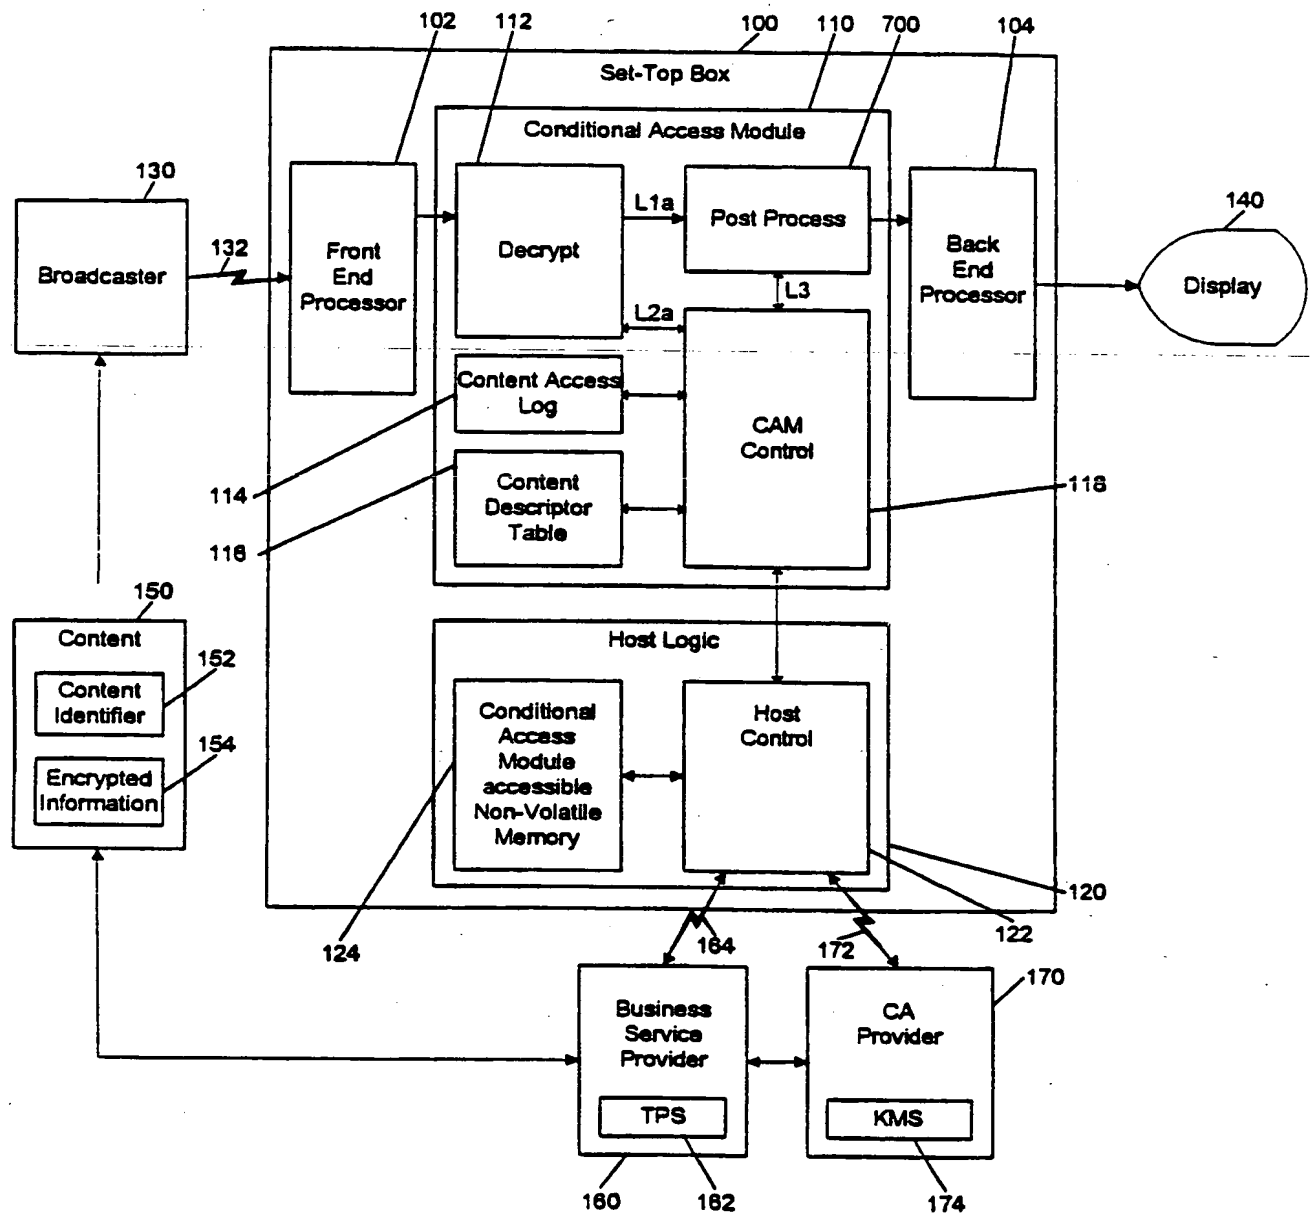 102
112
100
110
700
104
Set-Top Box
Conditional Access Module
130
Broadcaster
132
Front
End
Processor
Decrypt
L1a
Post Process
L3
L2a
Back
End
Processor
140
Display
Content Access
Log
CAM
Control
114
Content
Descriptor
Table
116
118
150
Content
152
Content
Identifier
154
Encrypted
Information
Host Logic
Conditional
Access
Module
accessible
Non-Volatile
Memory
Host
Control
124
164
172
122
120
Business
Service
Provider
TPS
CA
Provider
KMS
170
160
162
174